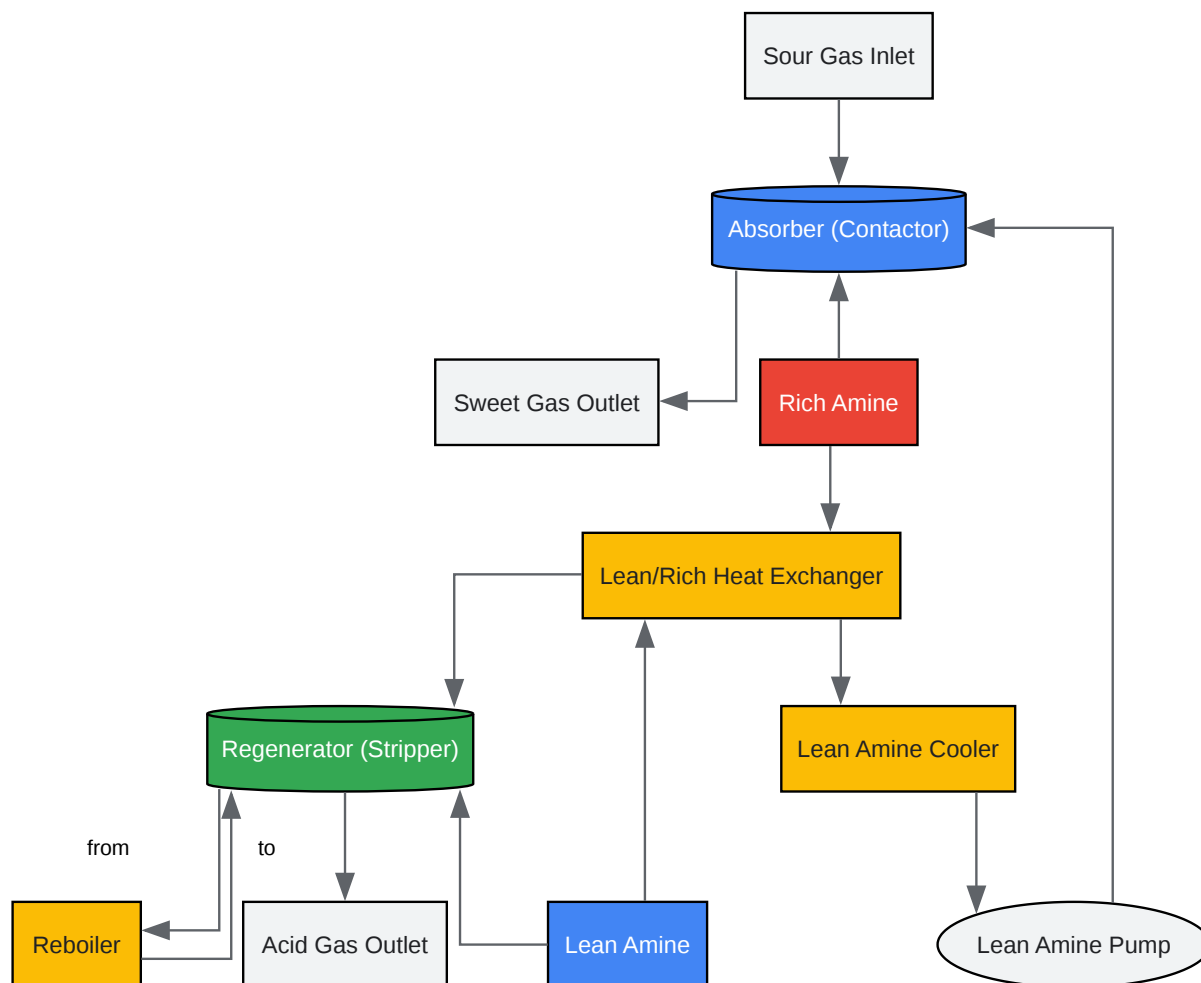 Sour Gas Inlet
Absorber (Contactor)
Sweet Gas Outlet
Rich Amine
Lean/Rich Heat Exchanger
Regenerator (Stripper)
Lean Amine Cooler
from
to
Reboiler
Acid Gas Outlet
Lean Amine
Lean Amine Pump